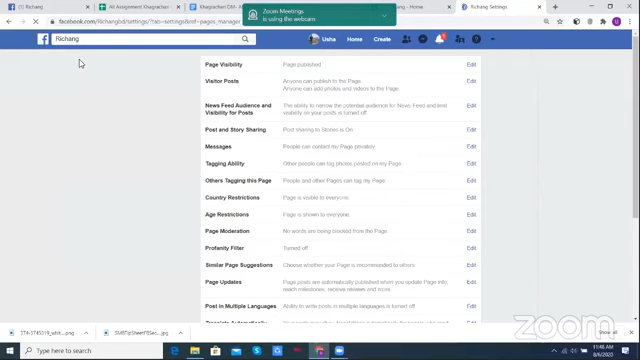 (1) Richang
All Assignment Khagrachari
Khagrachari DM-
Zoom Meetings
is using the webcam
- Home
Richang Settings
facebook.com/Richangbd/settings/?tab=settings&ref=pages_manager
Richang
Usha
Home
Create
Page Visibility
Page published
Edit
Visitor Posts
Anyone can publish to the Page
Anyone can add photos and videos to the Page.
Edit
News Feed Audience and
Visibility for Posts
The ability to narrow the potential audience for News Feed and limit
visibility on your posts is turned off.
Edit
Post and Story Sharing
Post sharing to Stories is On
Edit
Messages
People can contact my Page privately.
Edit
Tagging Ability
Other people can tag photos posted on my Page.
Edit
Others Tagging this Page
People and other Pages can tag my Page.
Edit
Country Restrictions
Page is visible to everyone.
Edit
Age Restrictions
Page is shown to everyone.
Edit
Page Moderation
No words are being blocked from the Page.
Edit
Profanity Filter
Turned off
Edit
Similar Page Suggestions
Choose whether your Page is recommended to others
Edit
Page Updates
Page posts are automatically published when you update Page info,
reach milestones, receive reviews and more.
Edit
Post in Multiple Languages
Ability to write posts in multiple languages is turned off
Edit
Translate Automatically
Edit
374-3745319_whit....png
Show all
zoom
Type here to search
11:48 AM
8/6/2020